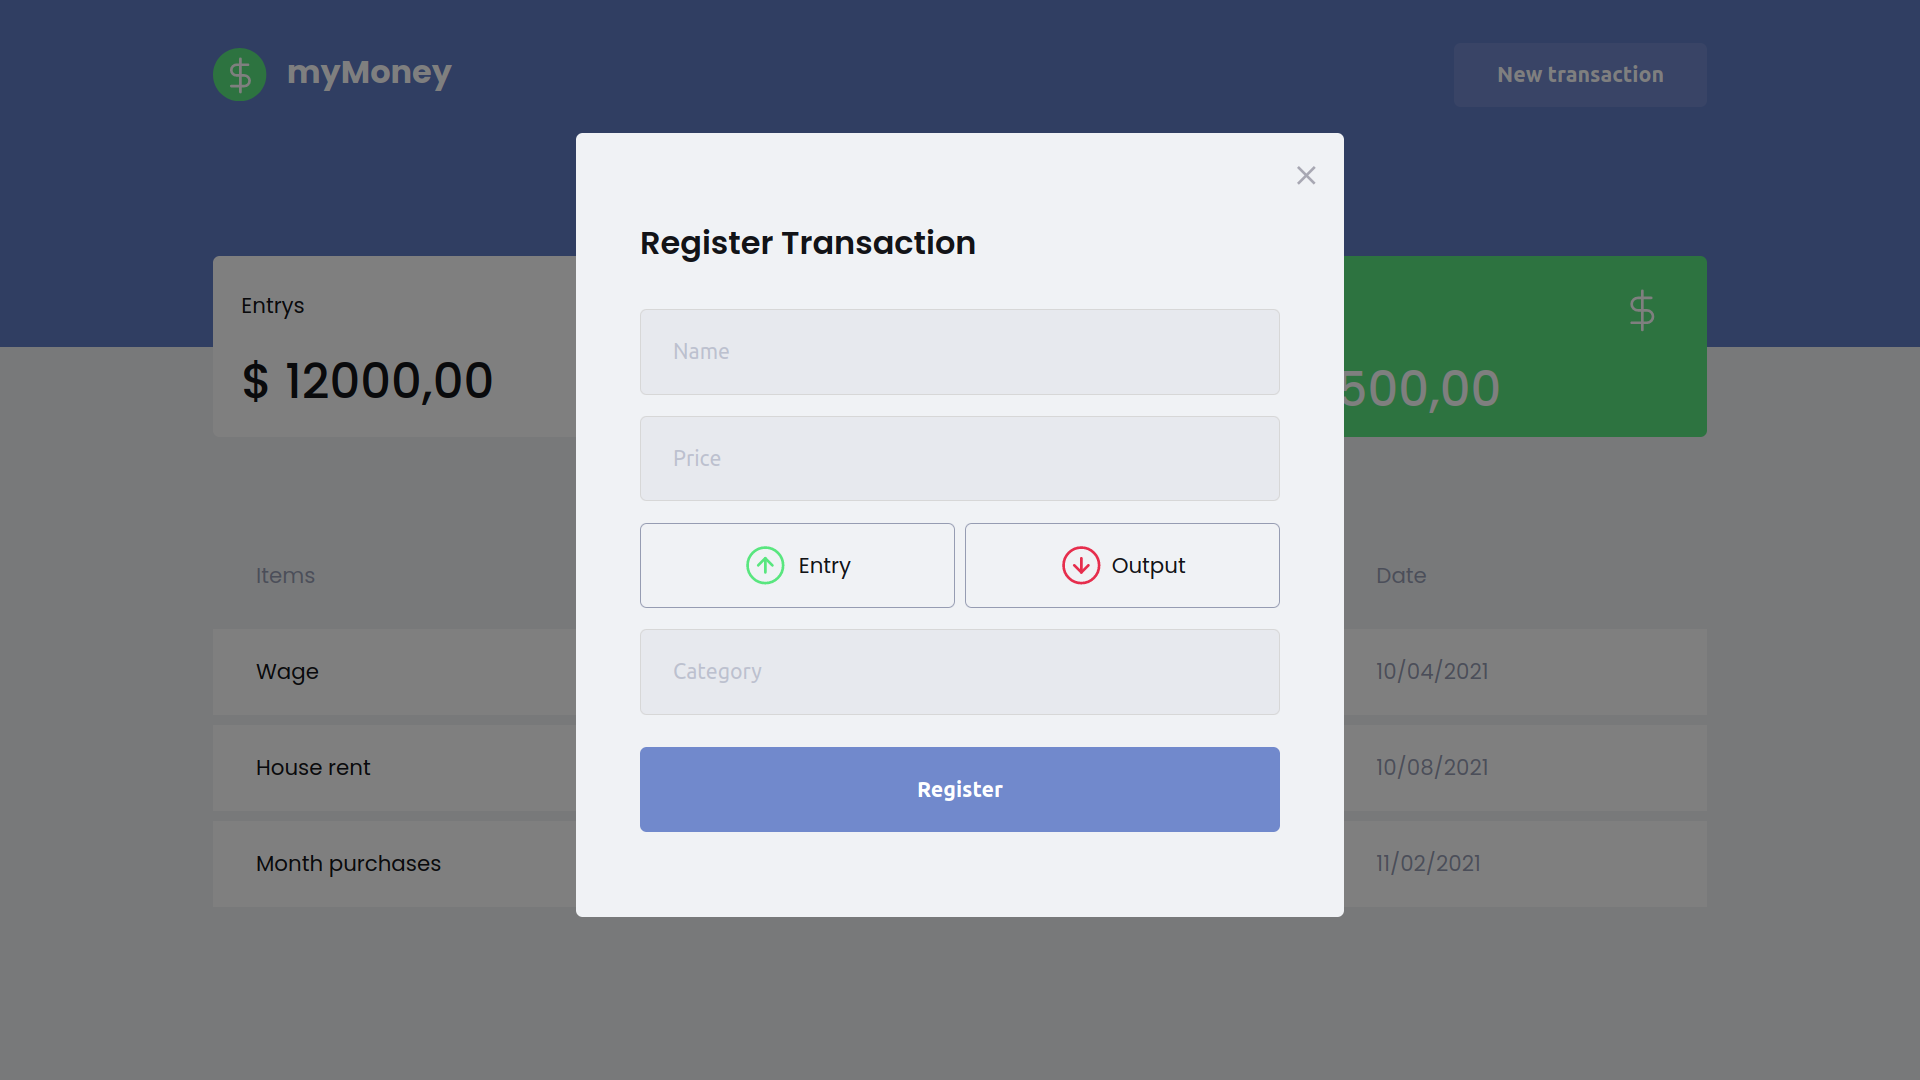 myMoney
New transaction
Register Transaction
Entrys
$ 12000,00
$
500,00
Name
Price
Entry
Output
Category
Register
Items
Date
Wage
10/04/2021
House rent
10/08/2021
Month purchases
11/02/2021